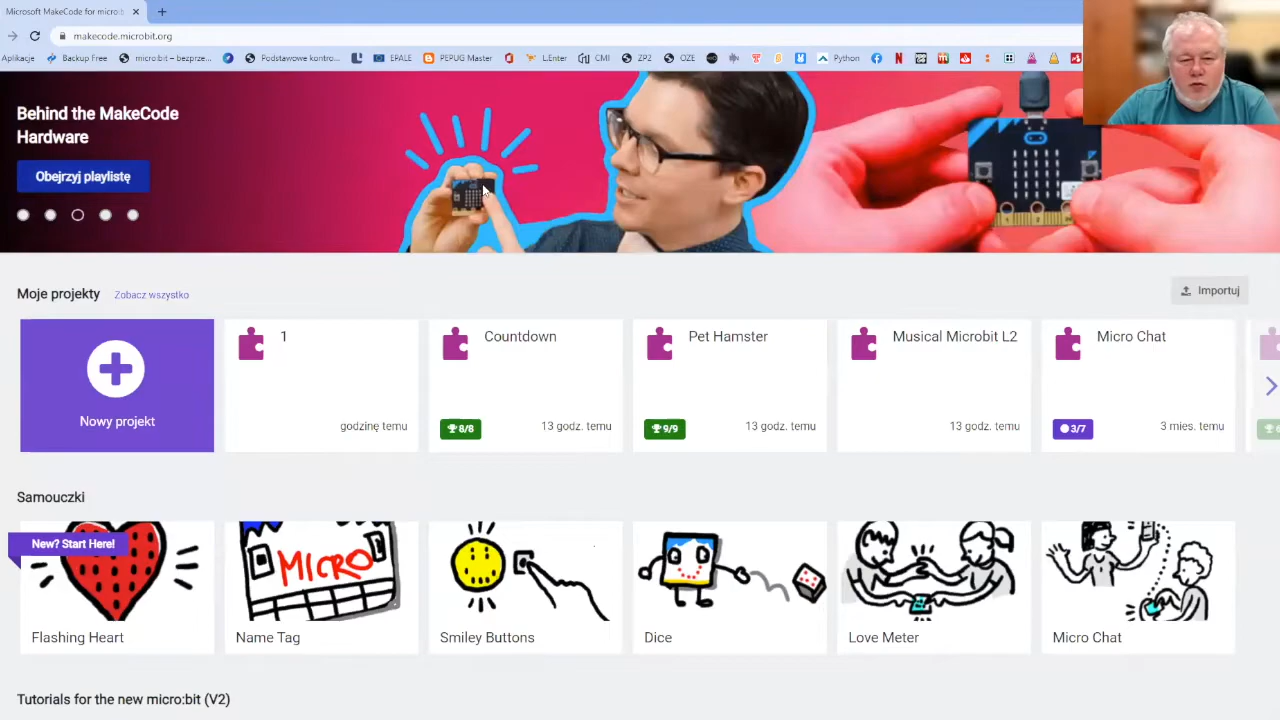 Microsoft MakeCode for micro:b
makecode.microbit.org
Aplikacje Backup Free micro:bit – bezprze... Podstawowe kontro... EPALE PEPUG Master L.Enter CMI ZP2 OŻE Python
Behind the MakeCode
Hardware
Obejrzyj playlistę
Moje projekty Zobacz wszystko Importuj
1 Countdown Pet Hamster Musical Microbit L2 Micro Chat
Nowy projekt
godzinę temu 8/8 13 godz. temu 9/9 13 godz. temu 13 godz. temu 3/7 3 mies. temu
Samouczki
New? Start Here!
MICRO
Flashing Heart Name Tag Smiley Buttons Dice Love Meter Micro Chat
Tutorials for the new micro:bit (V2)